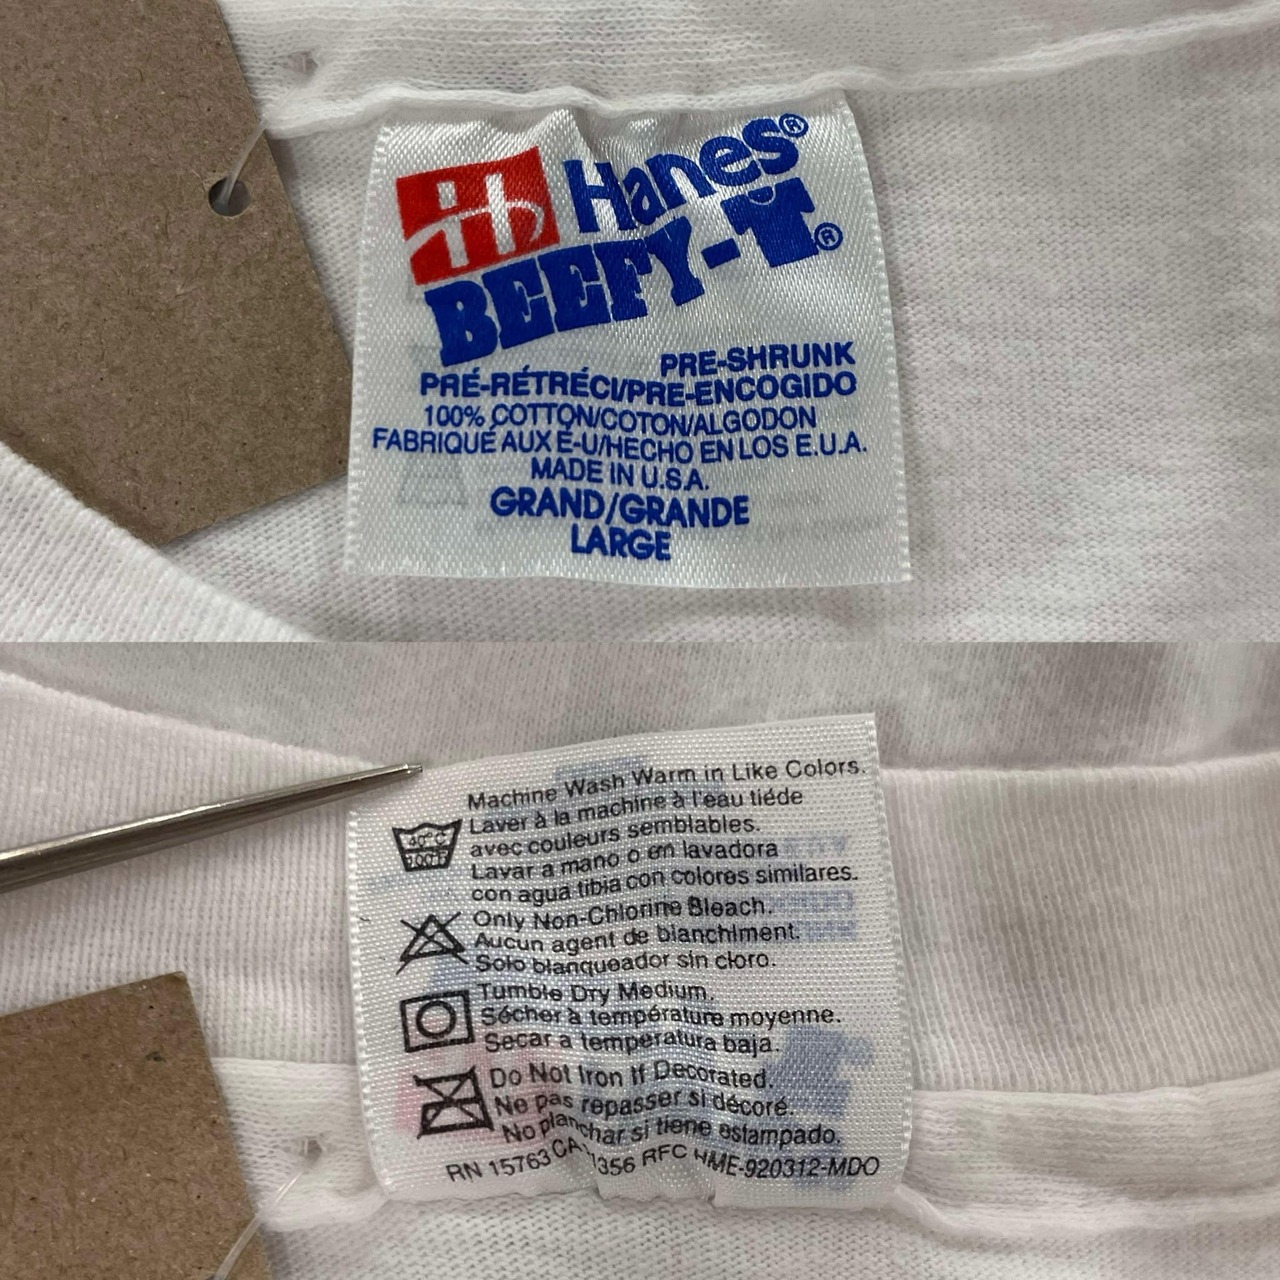 Hanes®
BEEFY-T®
PRE-SHRUNK
PRÉ-RÉTRÉCI/PRE-ENCOGIDO
100% COTTON/COTON/ALGODON
FABRIQUÉ AUX É-U/HECHO EN LOS E.U.A.
MADE IN U.S.A.
GRAND/GRANDE
LARGE
Machine Wash Warm in Like Colors.
Laver à la machine à l'eau tiéde
avec couleurs semblables.
Lavar a mano o en lavadora
con agua tibia con colores similares.
40°C
100°F
Only Non-Chlorine Bleach.
Aucun agent de blanchiment.
Solo blanqueador sin cloro.
Tumble Dry Medium.
Sécher à température moyenne.
Secar a temperatura baja.
Do Not Iron If Decorated.
Ne pas repasser si décoré.
No planchar si tiene estampado.
RN 15763 CA RFC HME-920312-MDO